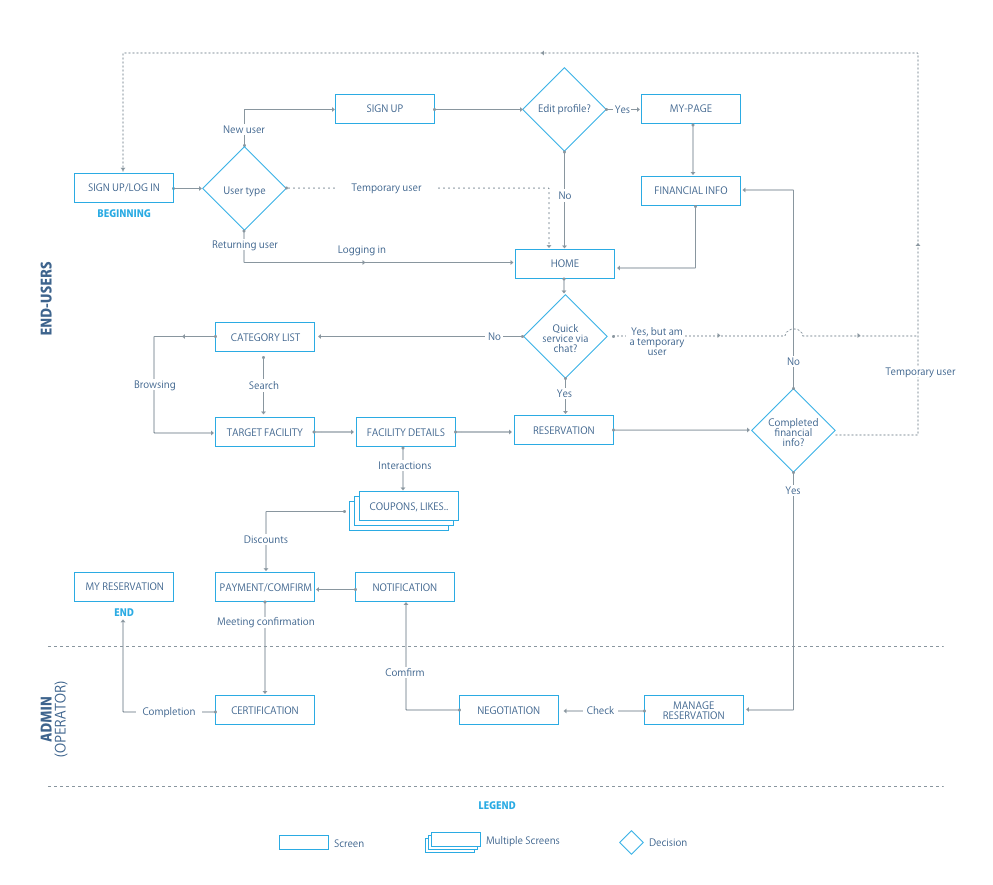 SIGN UP
Edit profile?
Yes
MY-PAGE
New user
SIGN UP/LOG IN
User type
Temporary user
FINANCIAL INFO
No
BEGINNING
Returning user
Logging in
HOME
END-USERS
CATEGORY LIST
No
Quick
service via
chat?
Yes, but am
a temporary
user
No
Temporary user
Browsing
Search
Yes
TARGET FACILITY
FACILITY DETAILS
RESERVATION
Completed
financial
info?
Interactions
Yes
COUPONS, LIKES..
Discounts
MY RESERVATION
PAYMENT/COMFIRM
NOTIFICATION
END
Meeting confirmation
Comfirm
ADMIN
(OPERATOR)
Completion
CERTIFICATION
NEGOTIATION
Check
MANAGE
RESERVATION
LEGEND
Screen
Multiple Screens
Decision